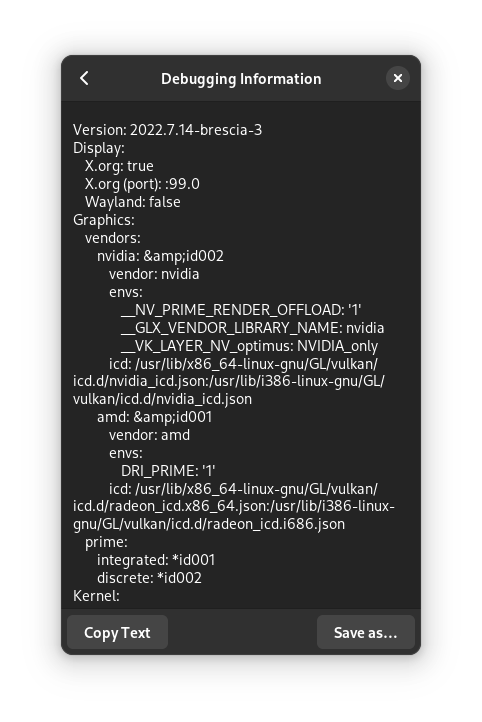 Debugging Information
Version: 2022.7.14-brescia-3
Display:
X.org: true
X.org (port): :99.0
Wayland: false
Graphics:
vendors:
nvidia: &amp;id002
vendor: nvidia
envs:
__NV_PRIME_RENDER_OFFLOAD: '1'
__GLX_VENDOR_LIBRARY_NAME: nvidia
__VK_LAYER_NV_optimus: NVIDIA_only
icd: /usr/lib/x86_64-linux-gnu/GL/vulkan/
icd.d/nvidia_icd.json:/usr/lib/i386-linux-gnu/GL/
vulkan/icd.d/nvidia_icd.json
amd: &amp;id001
vendor: amd
envs:
DRI_PRIME: '1'
icd: /usr/lib/x86_64-linux-gnu/GL/vulkan/
icd.d/radeon_icd.x86_64.json:/usr/lib/i386-linux-
gnu/GL/vulkan/icd.d/radeon_icd.i686.json
prime:
integrated: *id001
discrete: *id002
Kernel:
Copy Text
Save as...